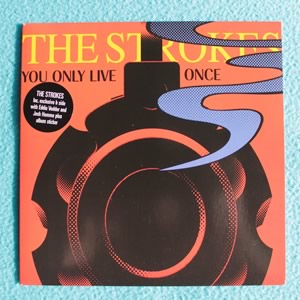 THE STROKES
YOU ONLY LIVE ONCE
THE STROKES
Inc. exclusive b side
with Eddie Vedder and
Josh Homme plus
album sticker